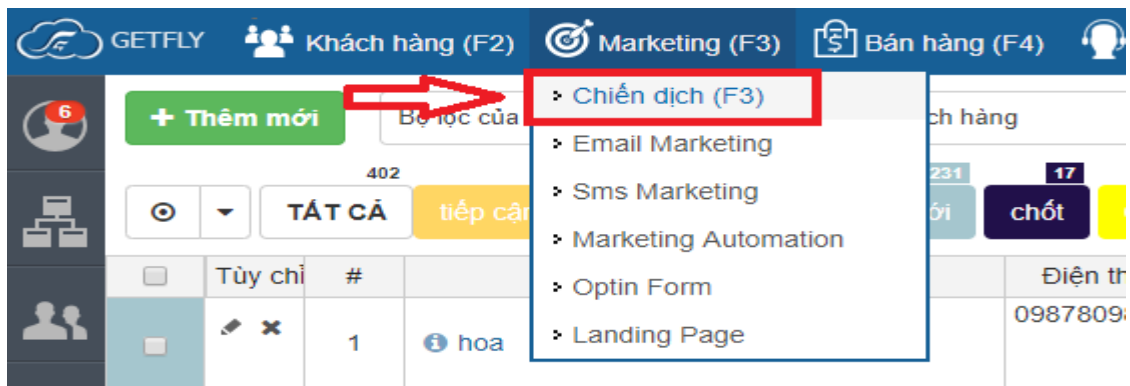 GETFLY Khách hàng (F2) Marketing (F3) Bán hàng (F4)
Chiến dịch (F3)
Email Marketing
Sms Marketing
Marketing Automation
Optin Form
Landing Page
6
+ Thêm mới Bộ lọc của ch hàng
402 231 17
TẤT CẢ tiếp cận ới chốt
Tùy chỉ # Điện th
1 hoa 09878098